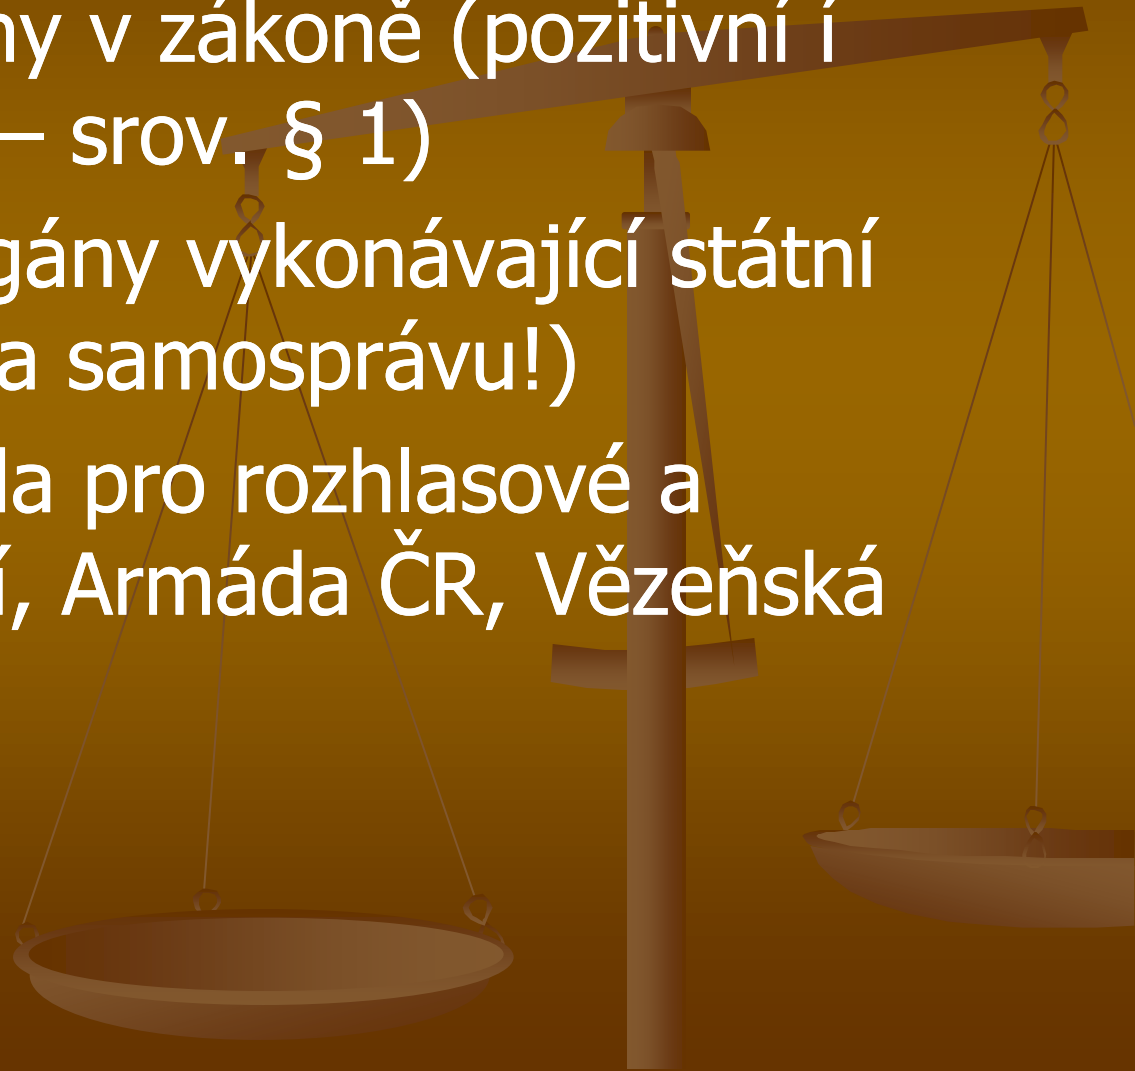 ny v zákoně (pozitivní í
– srov. § 1)
gány vykonávající státní
a samosprávu!)
la pro rozhlasové a
í, Armáda ČR, Vězeňská